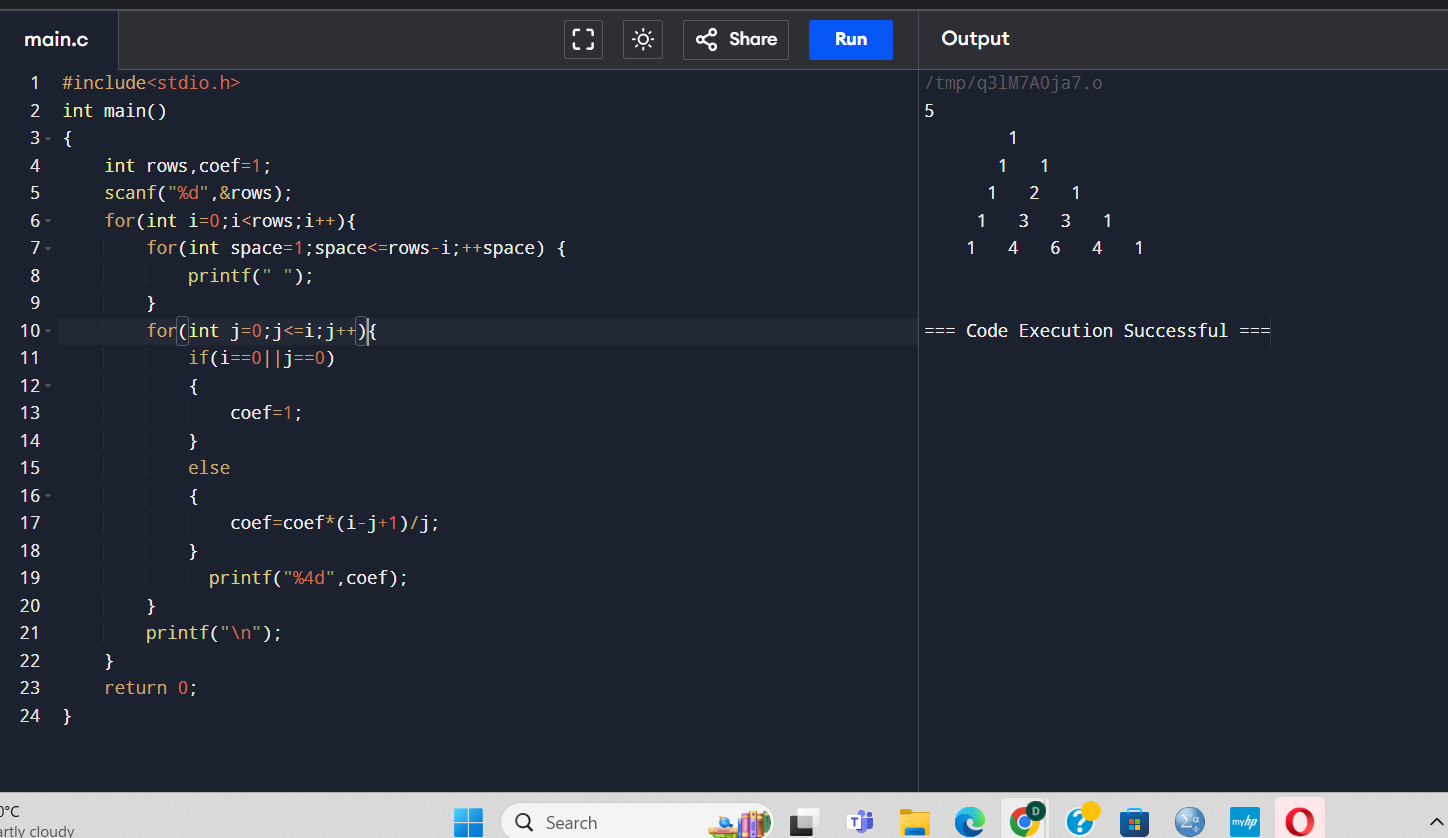 main.c
Share
Run
Output
1 #include<stdio.h>
2 int main()
3 {
4     int rows,coef=1;
5     scanf("%d",&rows);
6     for(int i=0;i<rows;i++){
7         for(int space=1;space<=rows-i;++space) {
8             printf(" ");
9         }
10         for(int j=0;j<=i;j++){
11             if(i==0||j==0)
12             {
13                 coef=1;
14             }
15             else
16             {
17                 coef=coef*(i-j+1)/j;
18             }
19               printf("%4d",coef);
20         }
21         printf("\n");
22     }
23     return 0;
24 }
/tmp/q3lM7AOja7.o
5
        1
       1   1
      1   2   1
     1   3   3   1
    1   4   6   4   1
=== Code Execution Successful ===
0°C
artly cloudy
Search
T
D
?
Σα
myhp